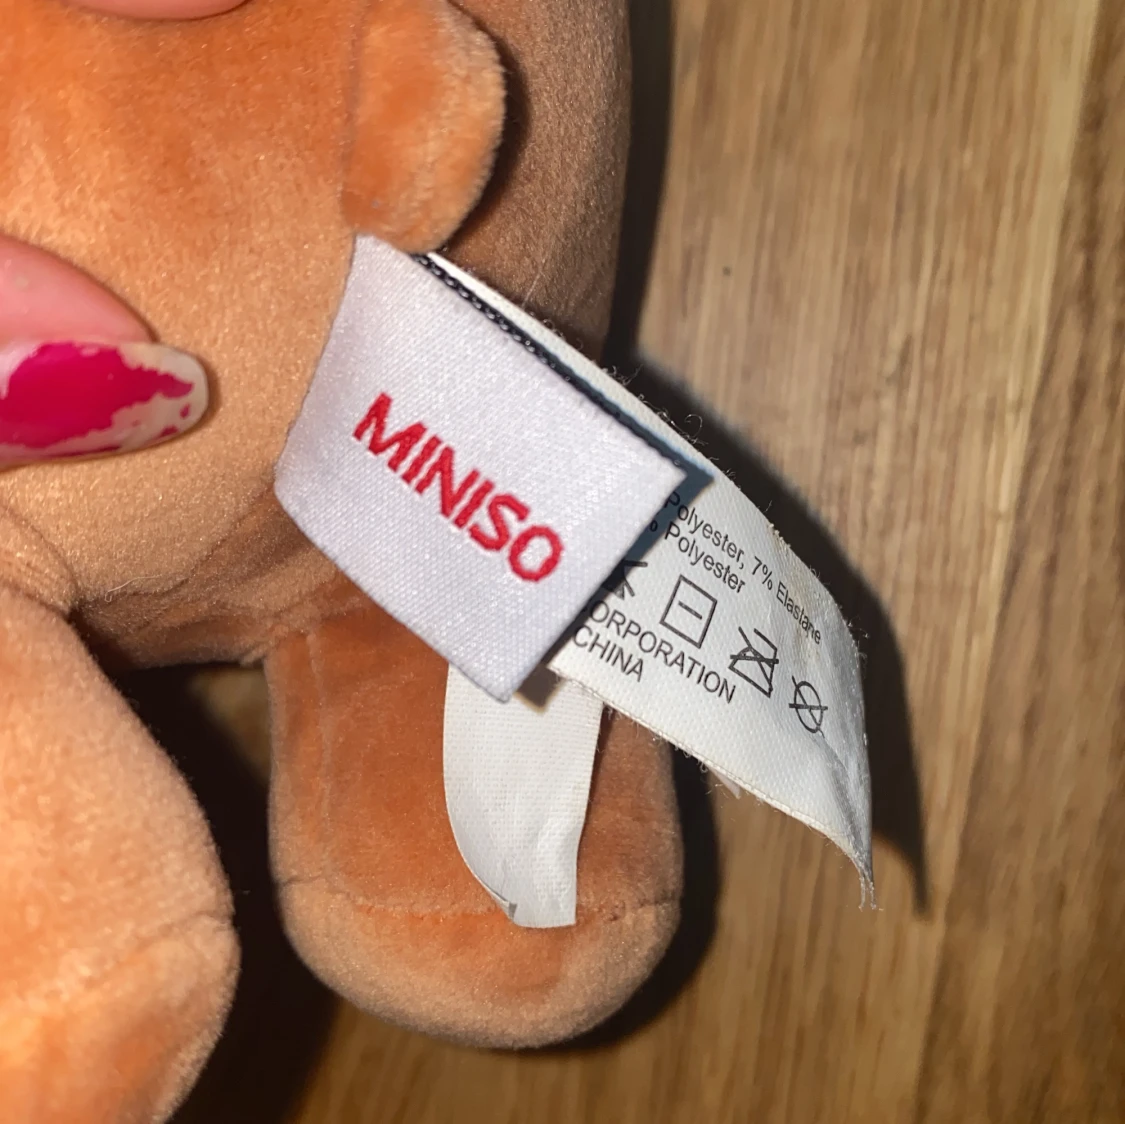 MINISO
Polyester, 7% Elastane
% Polyester
ORPORATION
CHINA